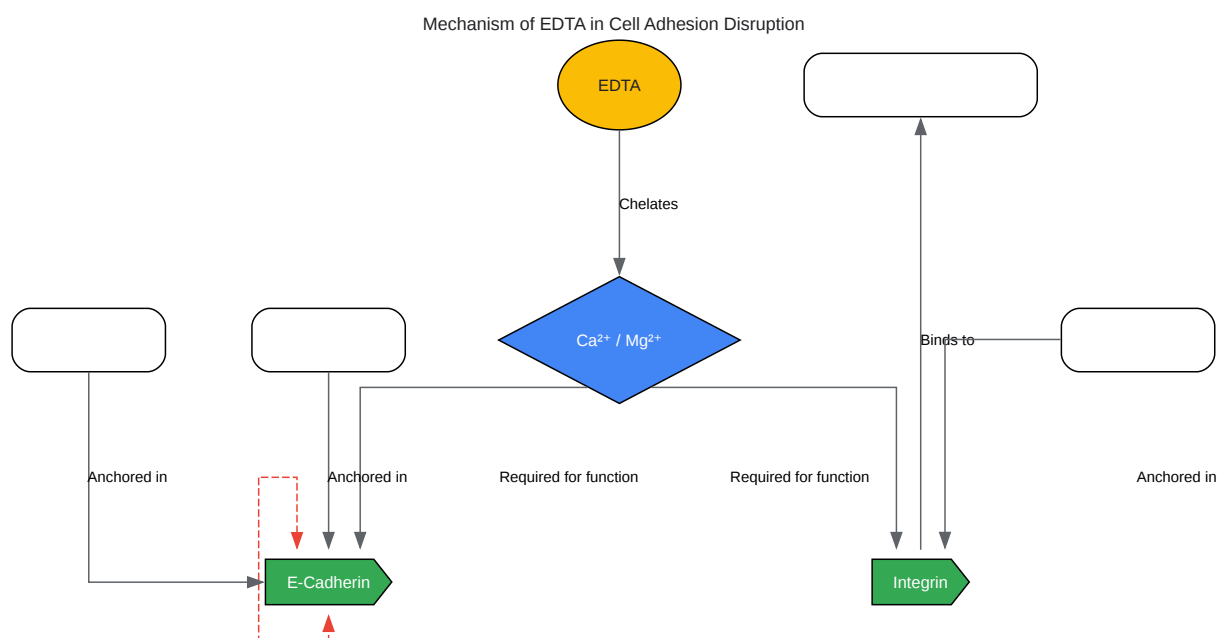 Mechanism of EDTA in Cell Adhesion Disruption
EDTA
Chelates
Ca²⁺ / Mg²⁺
Binds to
Anchored in
Anchored in
Required for function
Required for function
Anchored in
E-Cadherin
Integrin